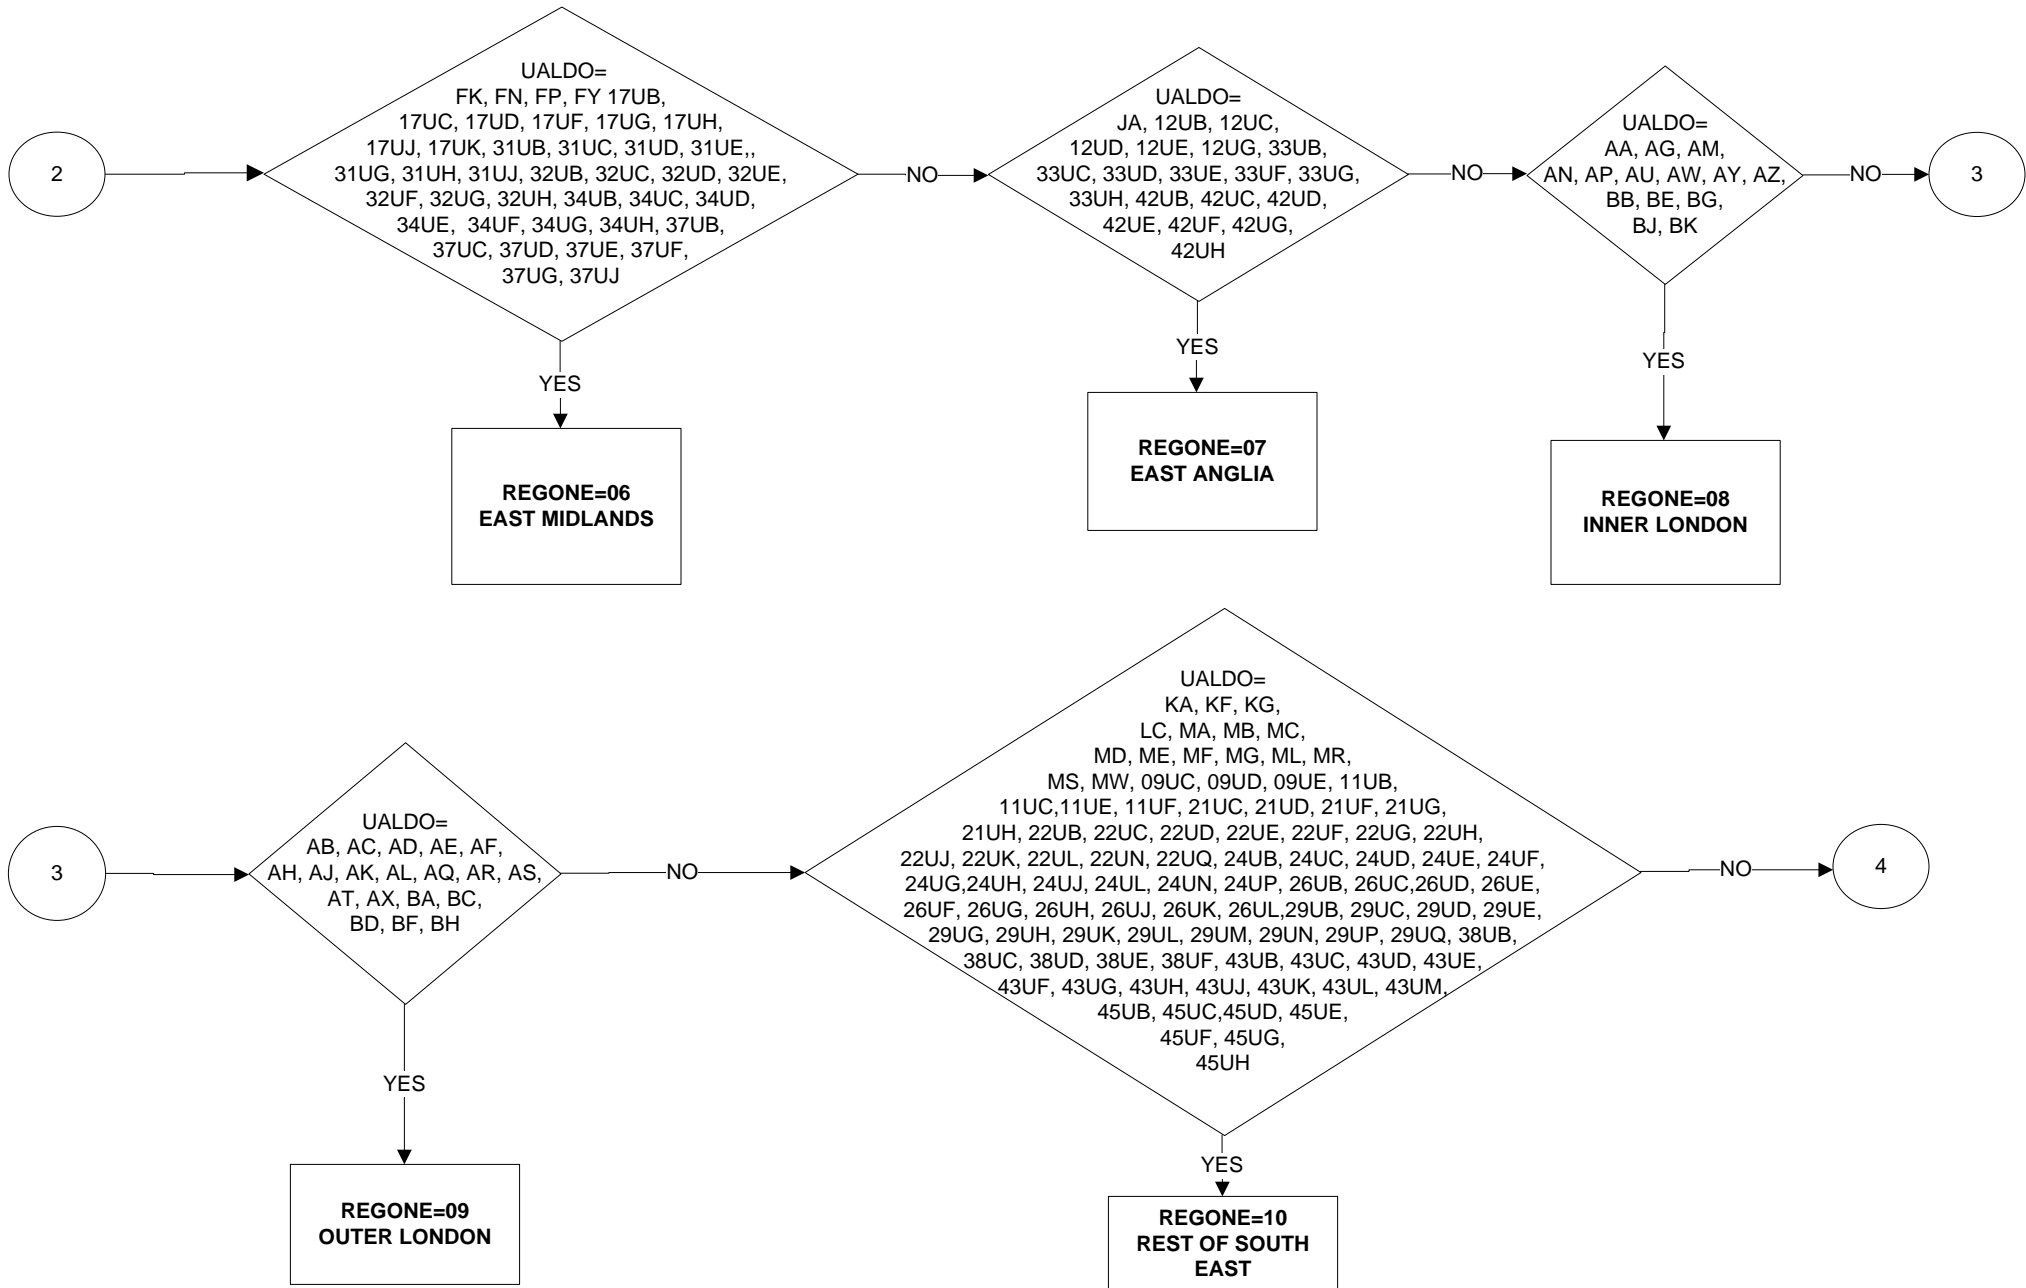 2
UALDO=
FK, FN, FP, FY 17UB,
17UC, 17UD, 17UF, 17UG, 17UH,
17UJ, 17UK, 31UB, 31UC, 31UD, 31UE,,
31UG, 31UH, 31UJ, 32UB, 32UC, 32UD, 32UE,
32UF, 32UG, 32UH, 34UB, 34UC, 34UD,
34UE, 34UF, 34UG, 34UH, 37UB,
37UC, 37UD, 37UE, 37UF,
37UG, 37UJ
NO
YES
REGONE=06
EAST MIDLANDS
UALDO=
JA, 12UB, 12UC,
12UD, 12UE, 12UG, 33UB,
33UC, 33UD, 33UE, 33UF, 33UG,
33UH, 42UB, 42UC, 42UD,
42UE, 42UF, 42UG,
42UH
NO
YES
REGONE=07
EAST ANGLIA
UALDO=
AA, AG, AM,
AN, AP, AU, AW, AY, AZ,
BB, BE, BG,
BJ, BK
NO
YES
REGONE=08
INNER LONDON
3
3
UALDO=
AB, AC, AD, AE, AF,
AH, AJ, AK, AL, AQ, AR, AS,
AT, AX, BA, BC,
BD, BF, BH
NO
YES
REGONE=09
OUTER LONDON
UALDO=
KA, KF, KG,
LC, MA, MB, MC,
MD, ME, MF, MG, ML, MR,
MS, MW, 09UC, 09UD, 09UE, 11UB,
11UC,11UE, 11UF, 21UC, 21UD, 21UF, 21UG,
21UH, 22UB, 22UC, 22UD, 22UE, 22UF, 22UG, 22UH,
22UJ, 22UK, 22UL, 22UN, 22UQ, 24UB, 24UC, 24UD, 24UE, 24UF,
24UG,24UH, 24UJ, 24UL, 24UN, 24UP, 26UB, 26UC,26UD, 26UE,
26UF, 26UG, 26UH, 26UJ, 26UK, 26UL,29UB, 29UC, 29UD, 29UE,
29UG, 29UH, 29UK, 29UL, 29UM, 29UN, 29UP, 29UQ, 38UB,
38UC, 38UD, 38UE, 38UF, 43UB, 43UC, 43UD, 43UE,
43UF, 43UG, 43UH, 43UJ, 43UK, 43UL, 43UM,
45UB, 45UC,45UD, 45UE,
45UF, 45UG,
45UH
NO
YES
REGONE=10
REST OF SOUTH
EAST
4